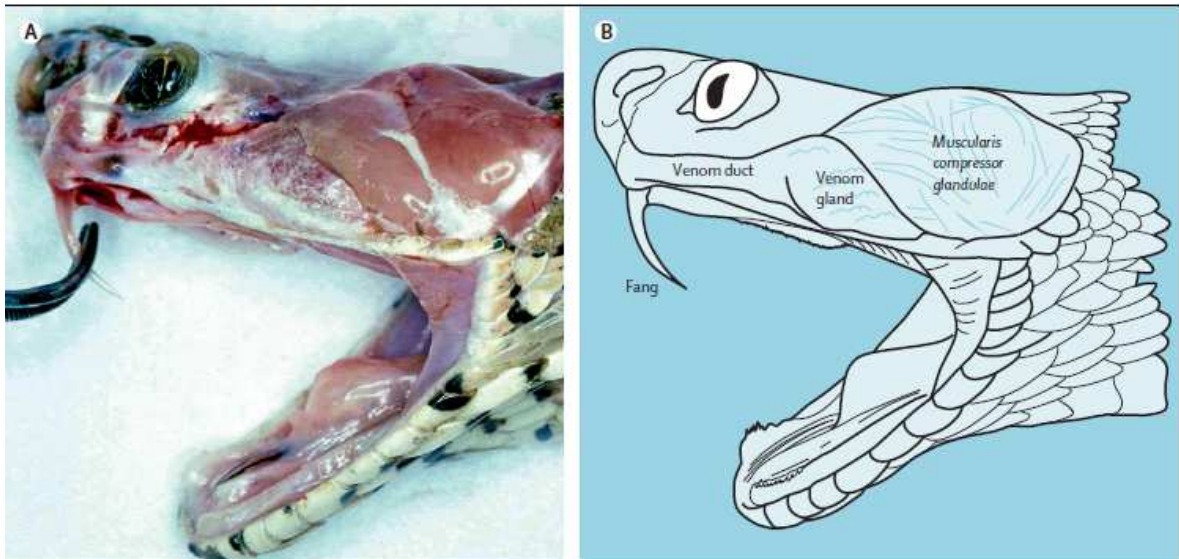 A
B
Venom duct
Venom
gland
Muscularis
compressor
glandulae
Fang